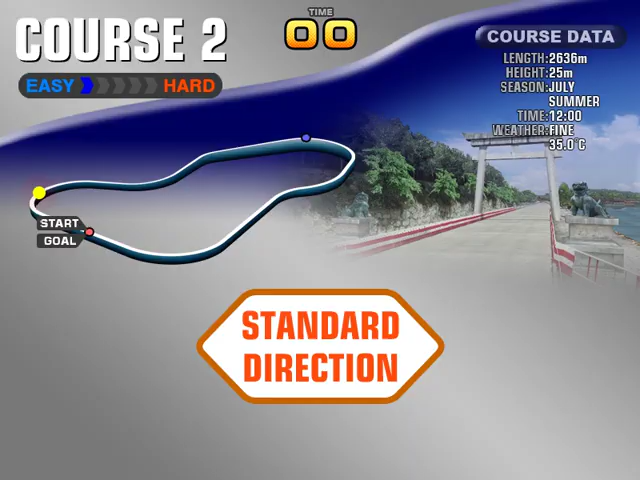 COURSE 2
EASY HARD
TIME
00
COURSE DATA
LENGTH:2636m
HEIGHT:25m
SEASON:JULY
SUMMER
TIME:12:00
WEATHER:FINE
35.0°C
START
GOAL
STANDARD
DIRECTION